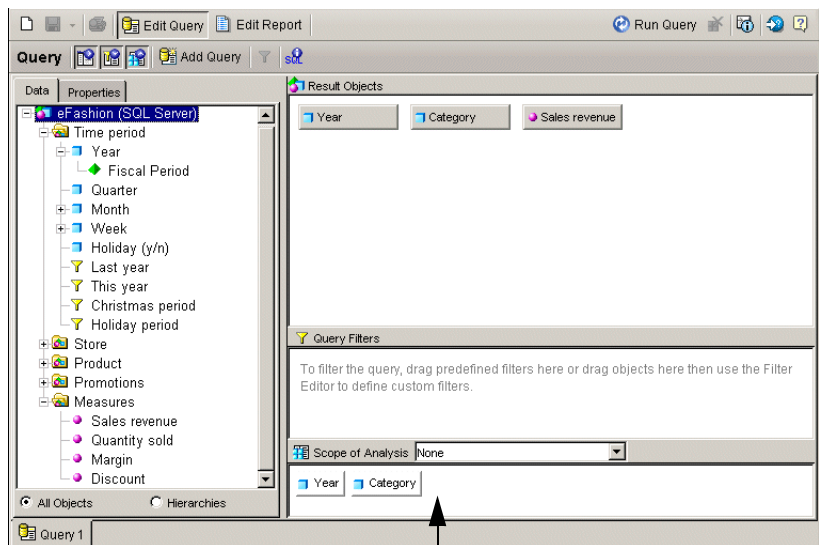 Edit Query Edit Report Run Query
Query Add Query SQL
Data Properties
eFashion (SQL Server)
Time period
Year
Fiscal Period
Quarter
Month
Week
Holiday (y/n)
Last year
This year
Christmas period
Holiday period
Store
Product
Promotions
Measures
Sales revenue
Quantity sold
Margin
Discount
All Objects Hierarchies
Result Objects
Year Category Sales revenue
Query Filters
To filter the query, drag predefined filters here or drag objects here then use the Filter
Editor to define custom filters.
Scope of Analysis None
Year Category
Query 1